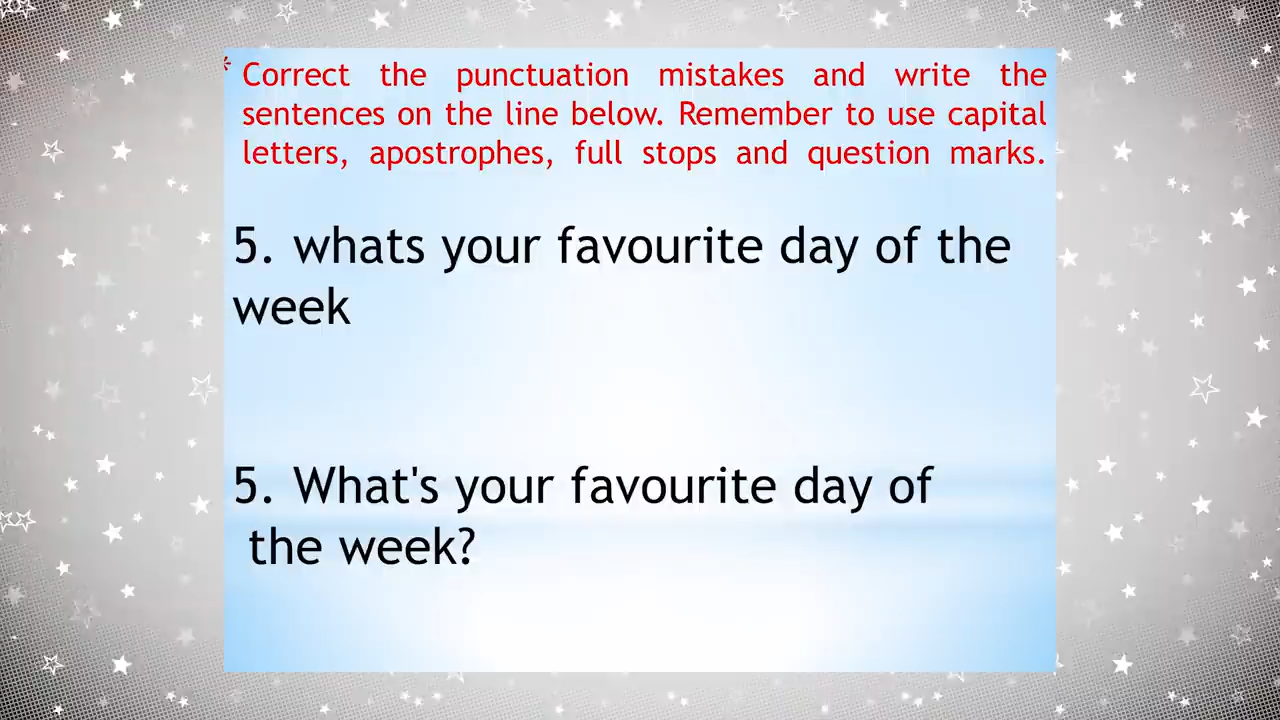 * Correct the punctuation mistakes and write the
sentences on the line below. Remember to use capital
letters, apostrophes, full stops and question marks.
5. whats your favourite day of the
week
5. What's your favourite day of
the week?